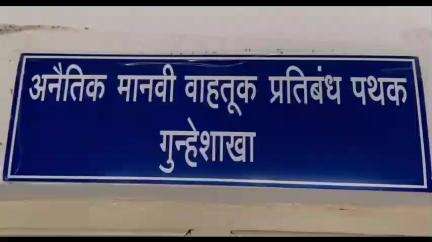 अनैतिक मानवी वाहतूक प्रतिबंध पथक
गुन्हेशाखा